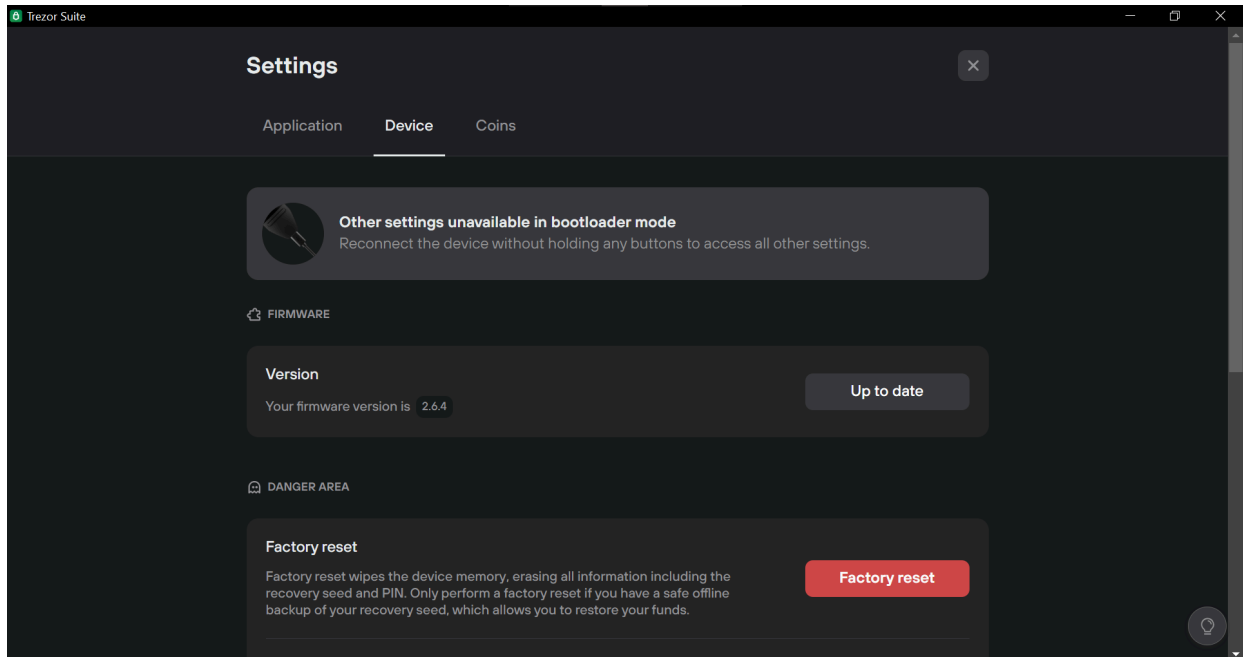 Trezor Suite
Settings
Application Device Coins
Other settings unavailable in bootloader mode
Reconnect the device without holding any buttons to access all other settings.
FIRMWARE
Version
Your firmware version is 2.6.4
Up to date
DANGER AREA
Factory reset
Factory reset wipes the device memory, erasing all information including the
recovery seed and PIN. Only perform a factory reset if you have a safe offline
backup of your recovery seed, which allows you to restore your funds.
Factory reset